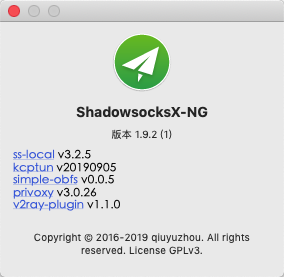 ShadowsocksX-NG
版本 1.9.2 (1)
ss-local v3.2.5
kcptun v20190905
simple-obfs v0.0.5
privoxy v3.0.26
v2ray-plugin v1.1.0
Copyright © 2016-2019 qiuyuzhou. All rights
reserved. License GPLv3.